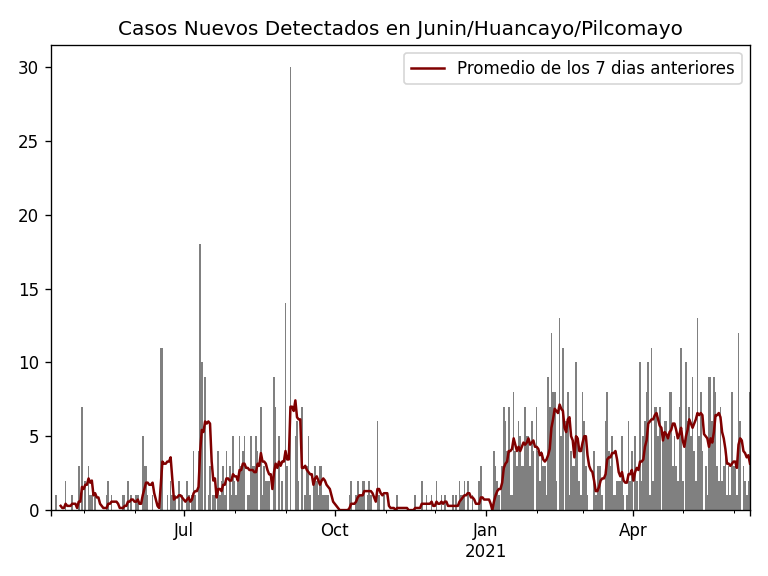 Casos Nuevos Detectados en Junin/Huancayo/Pilcomayo
Promedio de los 7 dias anteriores
30
25
20
15
10
5
0
Jul
Oct
Jan
2021
Apr